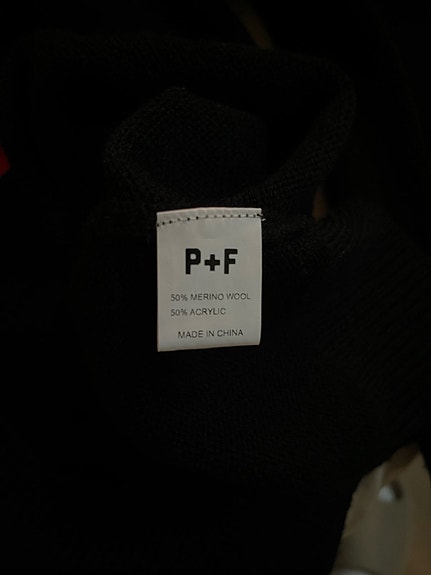 P+F
50% MERINO WOOL
50% ACRYLIC
MADE IN CHINA